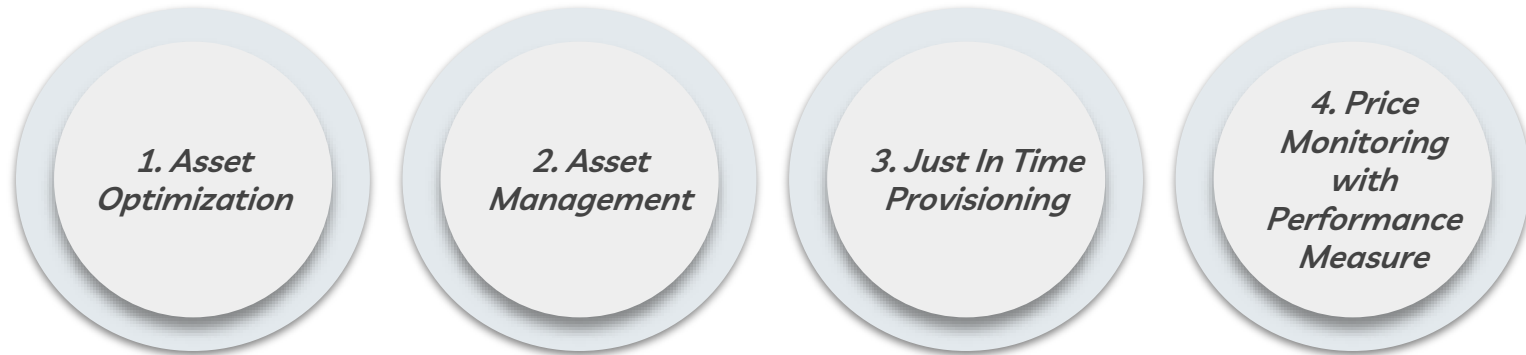 1. Asset
Optimization
2. Asset
Management
3. Just In Time
Provisioning
4. Price
Monitoring
with
Performance
Measure